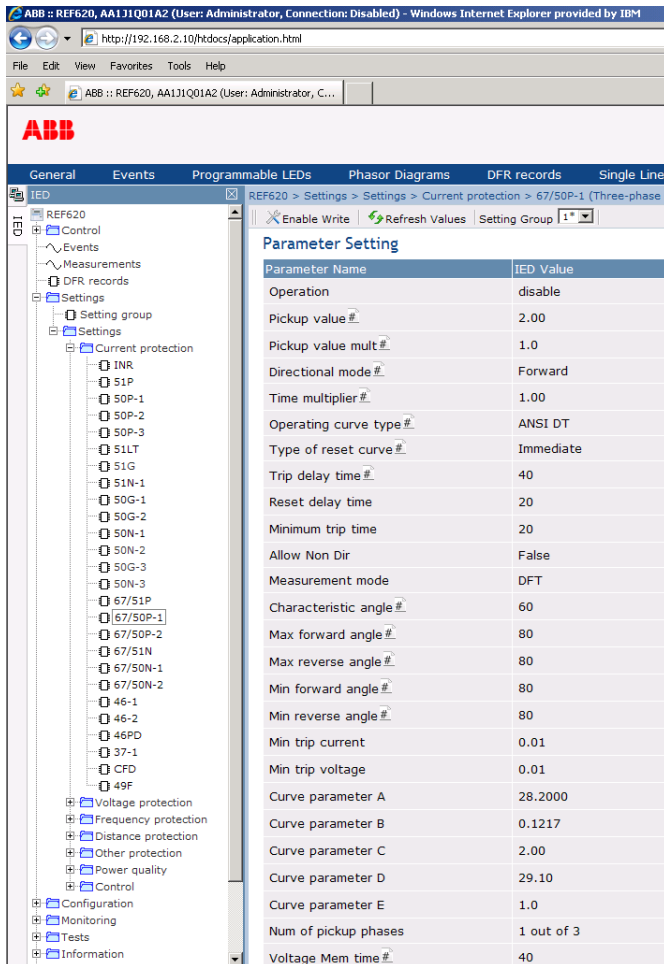 ABB :: REF620, AA1J1Q01A2 (User: Administrator, Connection: Disabled) - Windows Internet Explorer provided by IBM
http://192.168.2.10/htdocs/application.html
File Edit View Favorites Tools Help
ABB :: REF620, AA1J1Q01A2 (User: Administrator, C...
ABB
General Events Programmable LEDs Phasor Diagrams DFR records Single Line
IED
IED
REF620
Control
Events
Measurements
DFR records
Settings
Setting group
Settings
Current protection
INR
51P
50P-1
50P-2
50P-3
51LT
51G
51N-1
50G-1
50G-2
50N-1
50N-2
50G-3
50N-3
67/51P
67/50P-1
67/50P-2
67/51N
67/50N-1
67/50N-2
46-1
46-2
46PD
37-1
CFD
49F
Voltage protection
Frequency protection
Distance protection
Other protection
Power quality
Control
Configuration
Monitoring
Tests
Information
REF620 > Settings > Settings > Current protection > 67/50P-1 (Three-phase
Enable Write Refresh Values Setting Group 1*
Parameter Setting
Parameter Name IED Value
Operation disable
Pickup value # 2.00
Pickup value mult # 1.0
Directional mode # Forward
Time multiplier # 1.00
Operating curve type # ANSI DT
Type of reset curve # Immediate
Trip delay time # 40
Reset delay time 20
Minimum trip time 20
Allow Non Dir False
Measurement mode DFT
Characteristic angle # 60
Max forward angle # 80
Max reverse angle # 80
Min forward angle # 80
Min reverse angle # 80
Min trip current 0.01
Min trip voltage 0.01
Curve parameter A 28.2000
Curve parameter B 0.1217
Curve parameter C 2.00
Curve parameter D 29.10
Curve parameter E 1.0
Num of pickup phases 1 out of 3
Voltage Mem time # 40